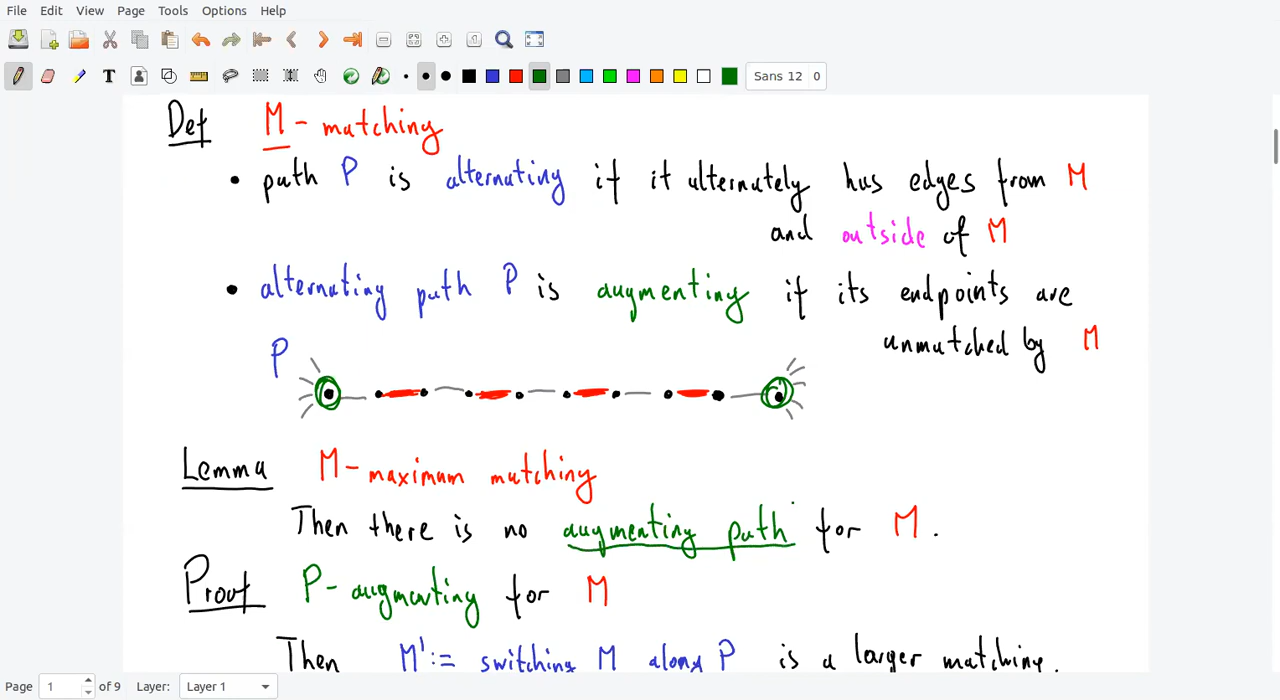 File Edit View Page Tools Options Help
Sans 12 0
Def M - matching
• path P is alternating if it alternately has edges from M
and outside of M
• alternating path P is augmenting if its endpoints are
unmatched by M
P
Lemma M - maximum matching
Then there is no augmenting path for M.
Proof P - augmenting for M
Then M' := switching M along P is a larger matching.
Page 1 of 9 Layer: Layer 1